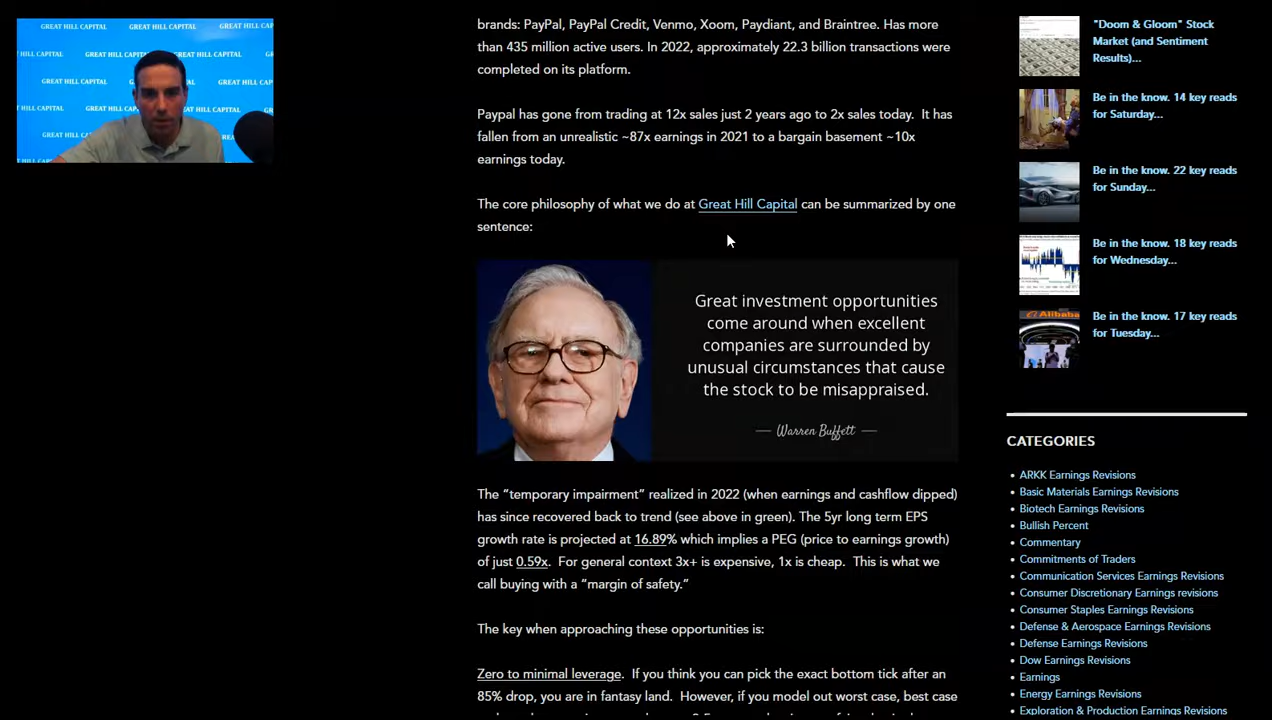 GREAT HILL CAPITAL
GREAT HILL CAPITAL
HILL CAPITAL
GREAT HILL CAPITAL
GREAT HILL CAPITAL
HILL CAPITAL
brands: PayPal, PayPal Credit, Venmo, Xoom, Paydiant, and Braintree. Has more
than 435 million active users. In 2022, approximately 22.3 billion transactions were
completed on its platform.
Paypal has gone from trading at 12x sales just 2 years ago to 2x sales today.  It has
fallen from an unrealistic ~87x earnings in 2021 to a bargain basement ~10x
earnings today.
The core philosophy of what we do at Great Hill Capital can be summarized by one
sentence:
Great investment opportunities
come around when excellent
companies are surrounded by
unusual circumstances that cause
the stock to be misappraised.
— Warren Buffett —
The “temporary impairment” realized in 2022 (when earnings and cashflow dipped)
has since recovered back to trend (see above in green). The 5yr long term EPS
growth rate is projected at 16.89% which implies a PEG (price to earnings growth)
of just 0.59x.  For general context 3x+ is expensive, 1x is cheap.  This is what we
call buying with a “margin of safety.”
The key when approaching these opportunities is:
Zero to minimal leverage.  If you think you can pick the exact bottom tick after an
85% drop, you are in fantasy land.  However, if you model out worst case, best case
"Doom & Gloom" Stock
Market (and Sentiment
Results)...
Be in the know. 14 key reads
for Saturday...
Be in the know. 22 key reads
for Sunday...
Be in the know. 18 key reads
for Wednesday...
Alibaba
Be in the know. 17 key reads
for Tuesday...
CATEGORIES
ARKK Earnings Revisions
Basic Materials Earnings Revisions
Biotech Earnings Revisions
Bullish Percent
Commentary
Commitments of Traders
Communication Services Earnings Revisions
Consumer Discretionary Earnings revisions
Consumer Staples Earnings Revisions
Defense & Aerospace Earnings Revisions
Defense Earnings Revisions
Dow Earnings Revisions
Earnings
Energy Earnings Revisions
Exploration & Production Earnings Revisions